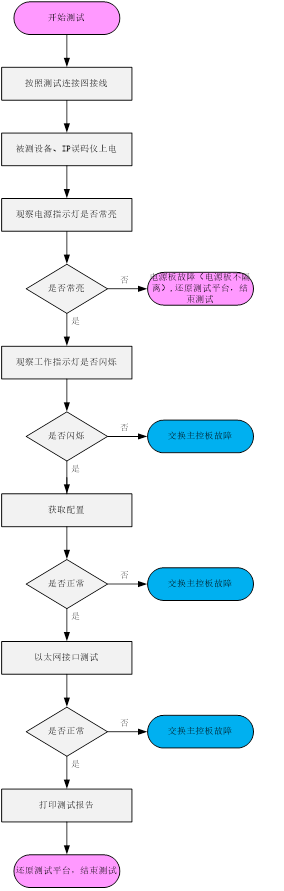 开始测试
按照测试连接图接线
被测设备、IP误码仪上电
观察电源指示灯是否常亮
是否常亮
否
电源板故障（电源板不隔
离）,还原测试平台，结
束测试
是
观察工作指示灯是否闪烁
是否闪烁
否
交换主控板故障
是
获取配置
是否正常
否
交换主控板故障
是
以太网接口测试
是否正常
否
交换主控板故障
是
打印测试报告
还原测试平台，结束测试